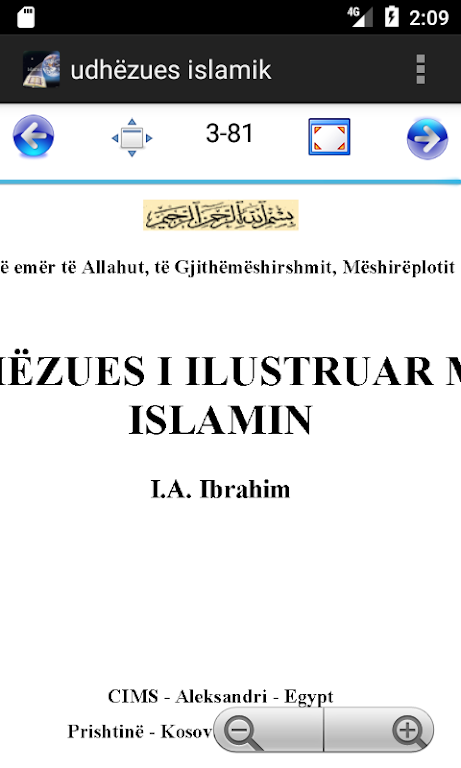 4G 2:09
udhëzues islamik
3-81
بسم الله الرحمن الرحيم
ë emër të Allahut, të Gjithëmëshirshmit, Mëshirëplotit
HËZUES I ILUSTRUAR M
ISLAMIN
I.A. Ibrahim
CIMS - Aleksandri - Egypt
Prishtinë - Kosov